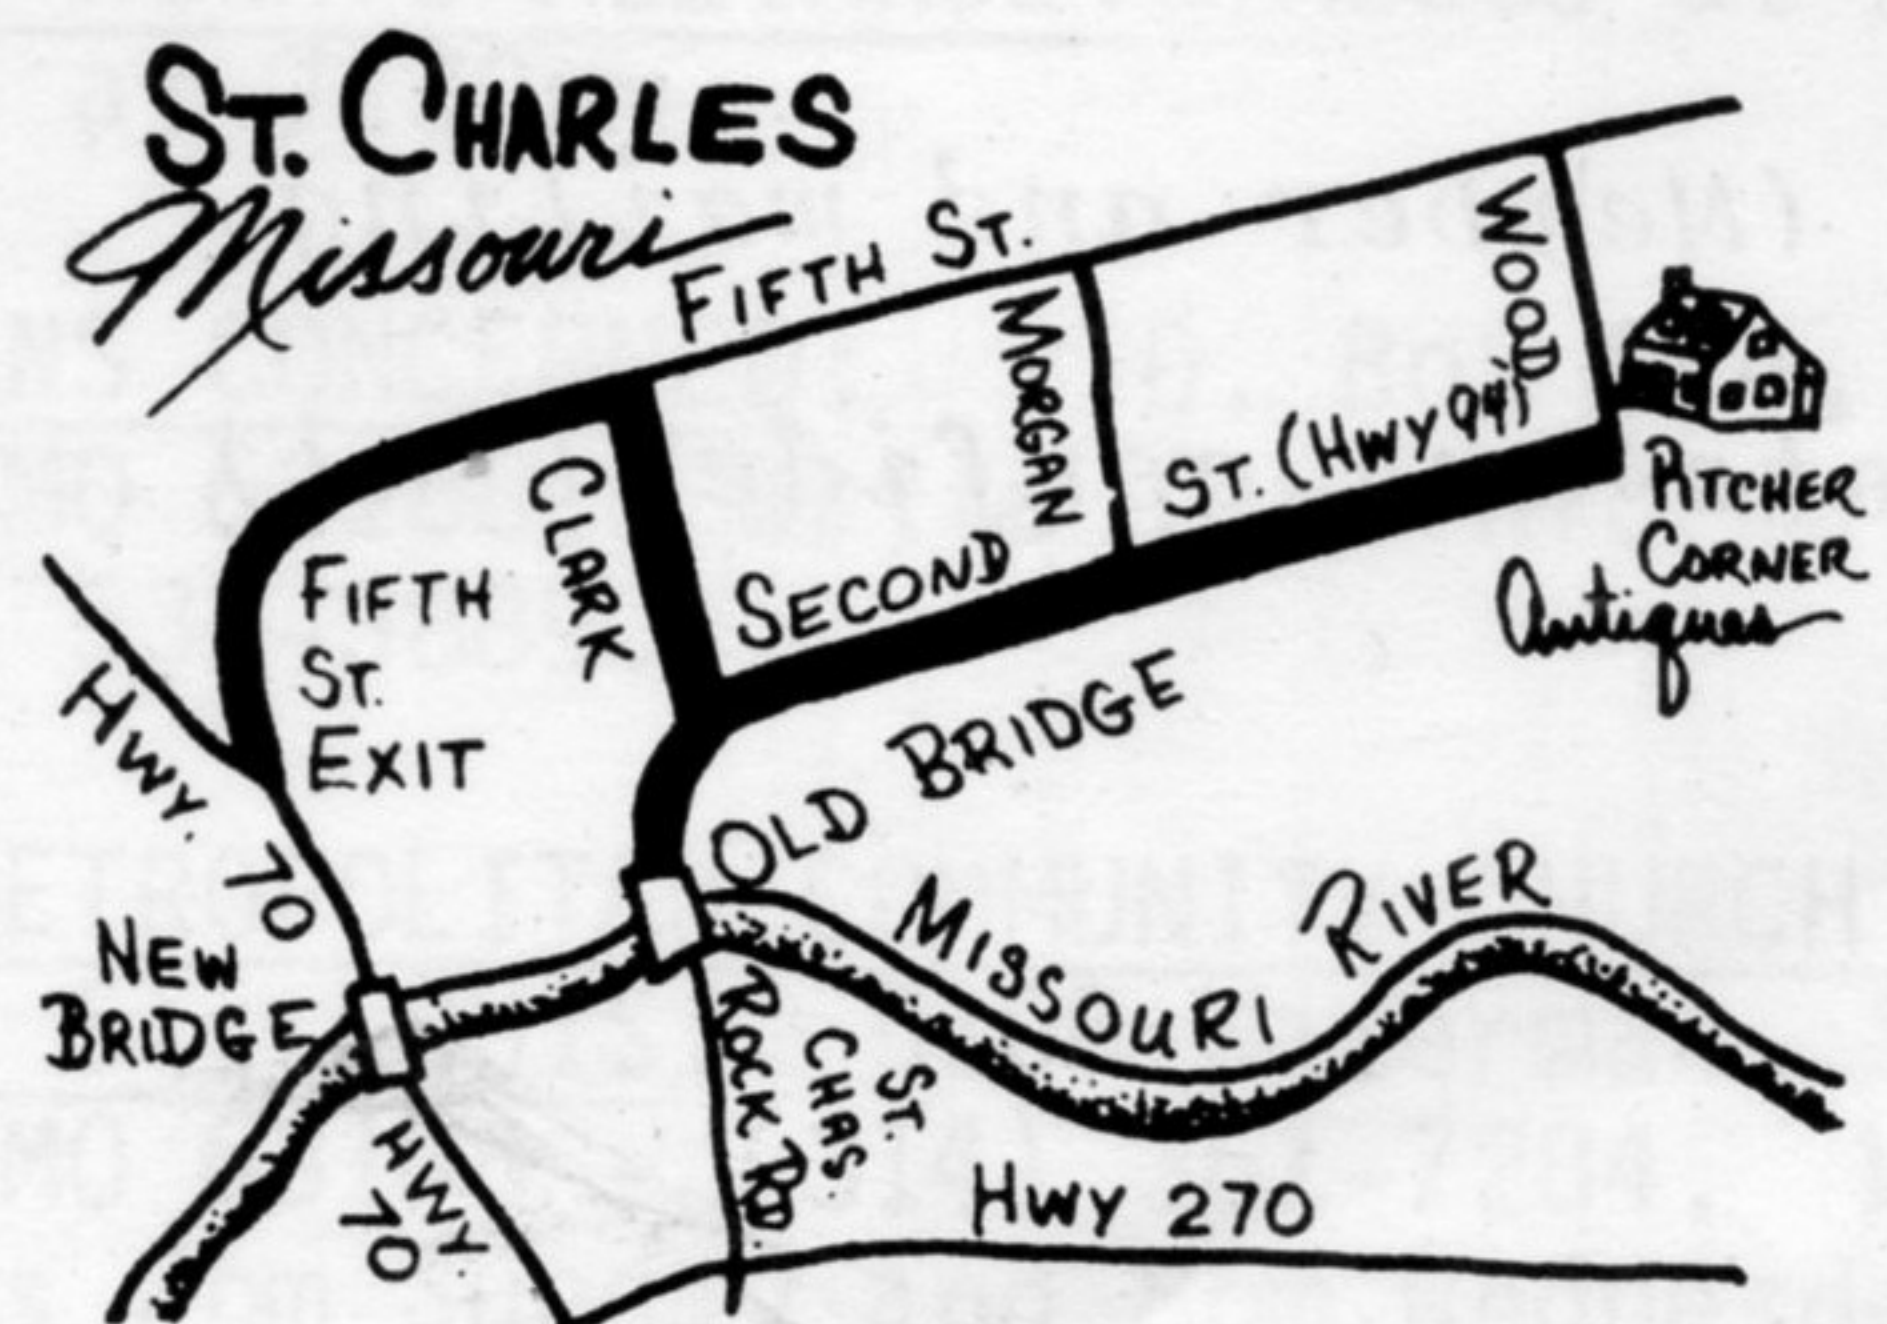 ST. CHARLES
Missouri
FIFTH ST.
MORGAN
WOOD
CLARK
SECOND ST. (HWY 94)
PITCHER
CORNER
Antiques
FIFTH
ST.
EXIT
HWY. 70
OLD BRIDGE
MISSOURI RIVER
NEW
BRIDGE
ST.
CHAS.
ROCK RD.
HWY.
70
HWY 270